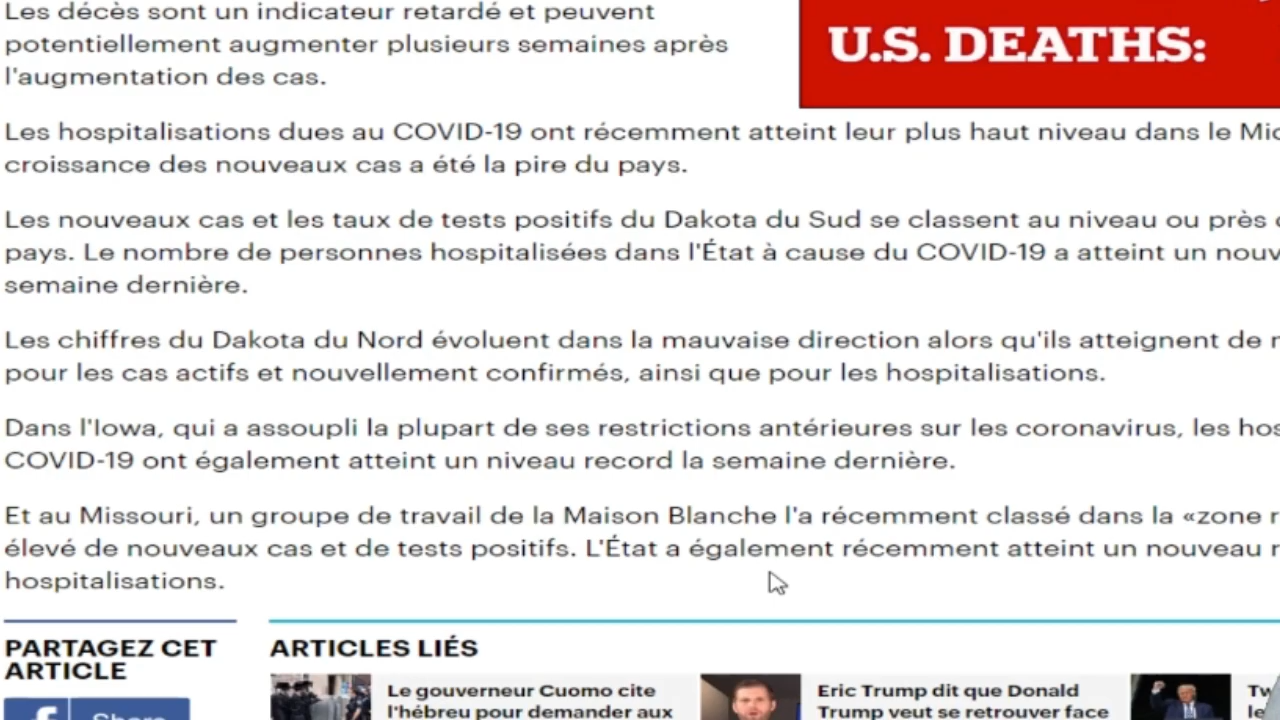 Les décès sont un indicateur retardé et peuvent
potentiellement augmenter plusieurs semaines après
l'augmentation des cas.
U.S. DEATHS:
Les hospitalisations dues au COVID-19 ont récemment atteint leur plus haut niveau dans le
croissance des nouveaux cas a été la pire du pays.
Les nouveaux cas et les taux de tests positifs du Dakota du Sud se classent au niveau ou près
pays. Le nombre de personnes hospitalisées dans l'État à cause du COVID-19 a atteint un
semaine dernière.
Les chiffres du Dakota du Nord évoluent dans la mauvaise direction alors qu'ils atteignent de
pour les cas actifs et nouvellement confirmés, ainsi que pour les hospitalisations.
Dans l'Iowa, qui a assoupli la plupart de ses restrictions antérieures sur les coronavirus, les
COVID-19 ont également atteint un niveau record la semaine dernière.
Et au Missouri, un groupe de travail de la Maison Blanche l'a récemment classé dans la «zone
élevé de nouveaux cas et de tests positifs. L'État a également récemment atteint un nouveau
hospitalisations.
PARTAGEZ CET
ARTICLE
Share
ARTICLES LIÉS
Le gouverneur Cuomo cite
l'hébreu pour demander aux
Eric Trump dit que Donald
Trump veut se retrouver face